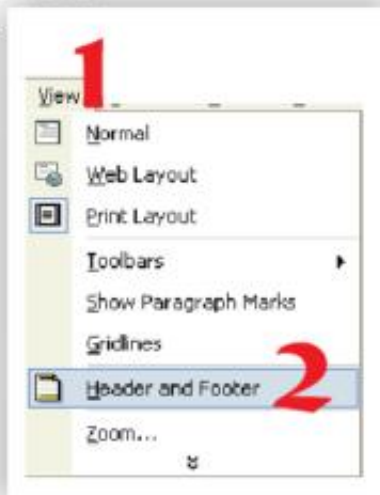 1
View
Normal
Web Layout
Print Layout
Toolbars
Show Paragraph Marks
Gridlines
Header and Footer
2
Zoom...